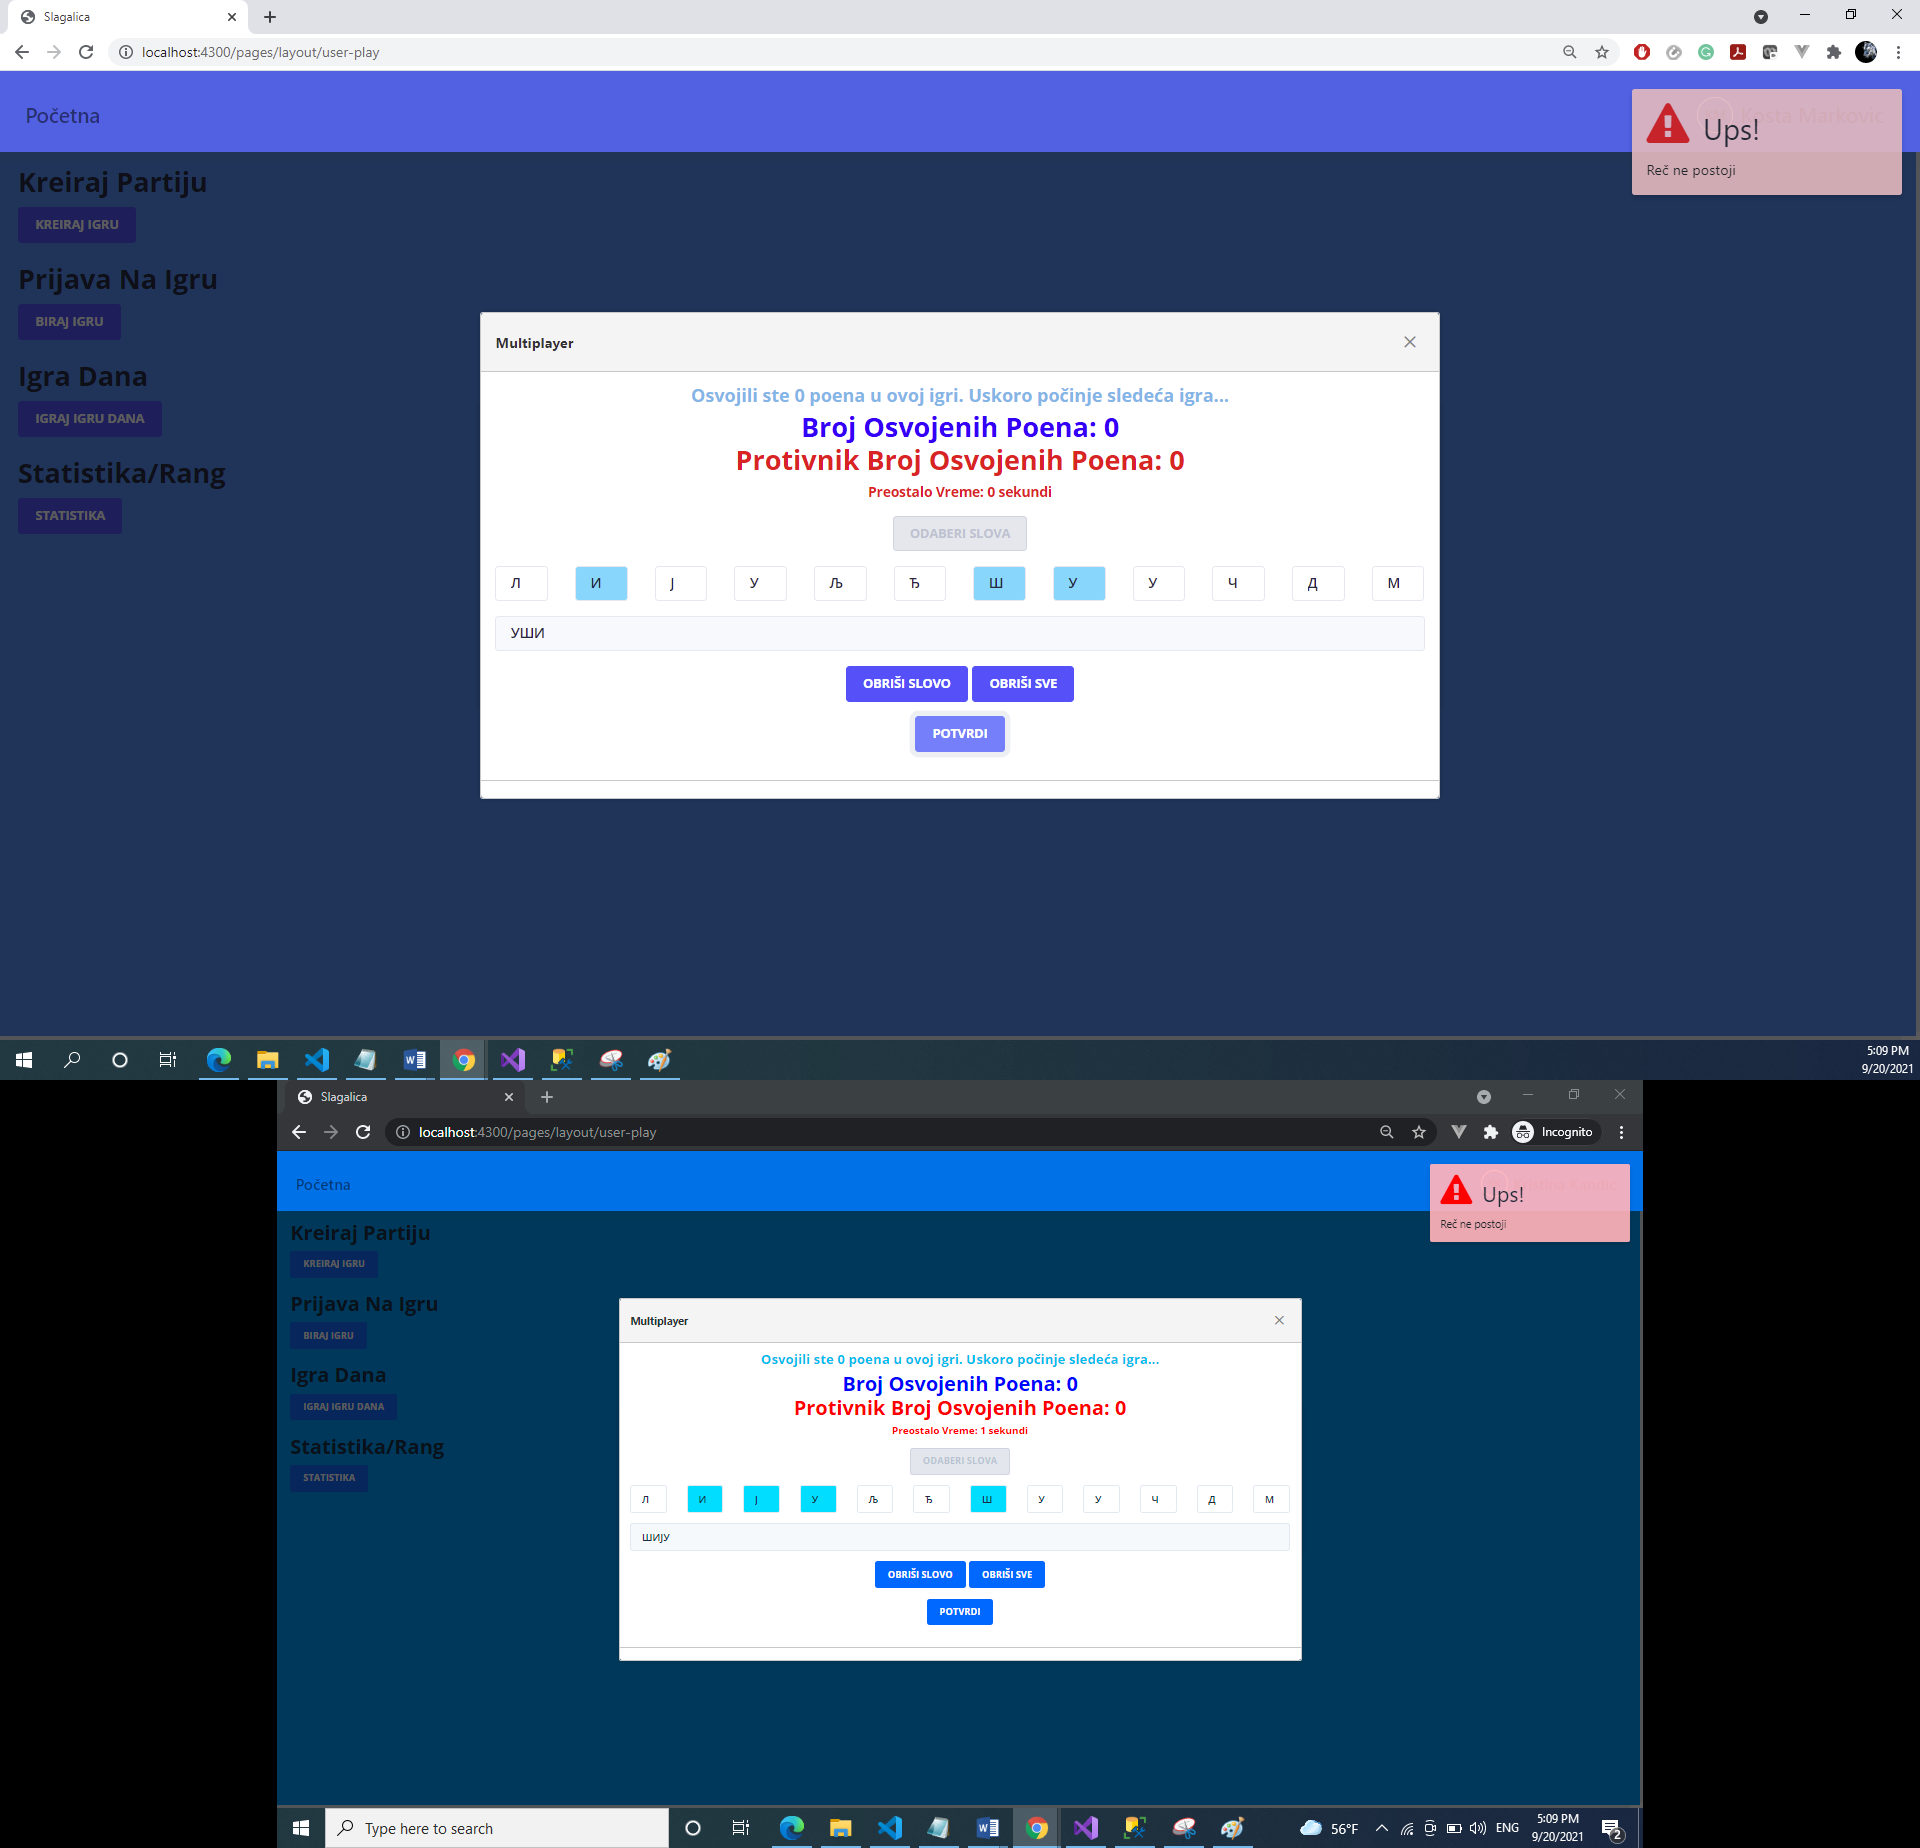 Slagalica
localhost:4300/pages/layout/user-play
Početna
Ups!
Reč ne postoji
Kreiraj Partiju
KREIRAJ IGRU
Prijava Na Igru
BIRAJ IGRU
Igra Dana
IGRAJ IGRU DANA
Statistika/Rang
STATISTIKA
Multiplayer
Osvojili ste 0 poena u ovoj igri. Uskoro počinje sledeća igra...
Broj Osvojenih Poena: 0
Protivnik Broj Osvojenih Poena: 0
Preostalo Vreme: 0 sekundi
ODABERI SLOVA
Л И Ј У Љ Ђ Ш У У Ч Д М
УШИ
OBRIŠI SLOVO OBRIŠI SVE
POTVRDI
5:09 PM
9/20/2021
Slagalica
localhost:4300/pages/layout/user-play
Incognito
Početna
Ups!
Reč ne postoji
Kreiraj Partiju
KREIRAJ IGRU
Prijava Na Igru
BIRAJ IGRU
Igra Dana
IGRAJ IGRU DANA
Statistika/Rang
STATISTIKA
Multiplayer
Osvojili ste 0 poena u ovoj igri. Uskoro počinje sledeća igra...
Broj Osvojenih Poena: 0
Protivnik Broj Osvojenih Poena: 0
Preostalo Vreme: 1 sekundi
ODABERI SLOVA
Л И Ј У Љ Ђ Ш У У Ч Д М
ШИЈУ
OBRIŠI SLOVO OBRIŠI SVE
POTVRDI
Type here to search
56°F
ENG
5:09 PM
9/20/2021
2